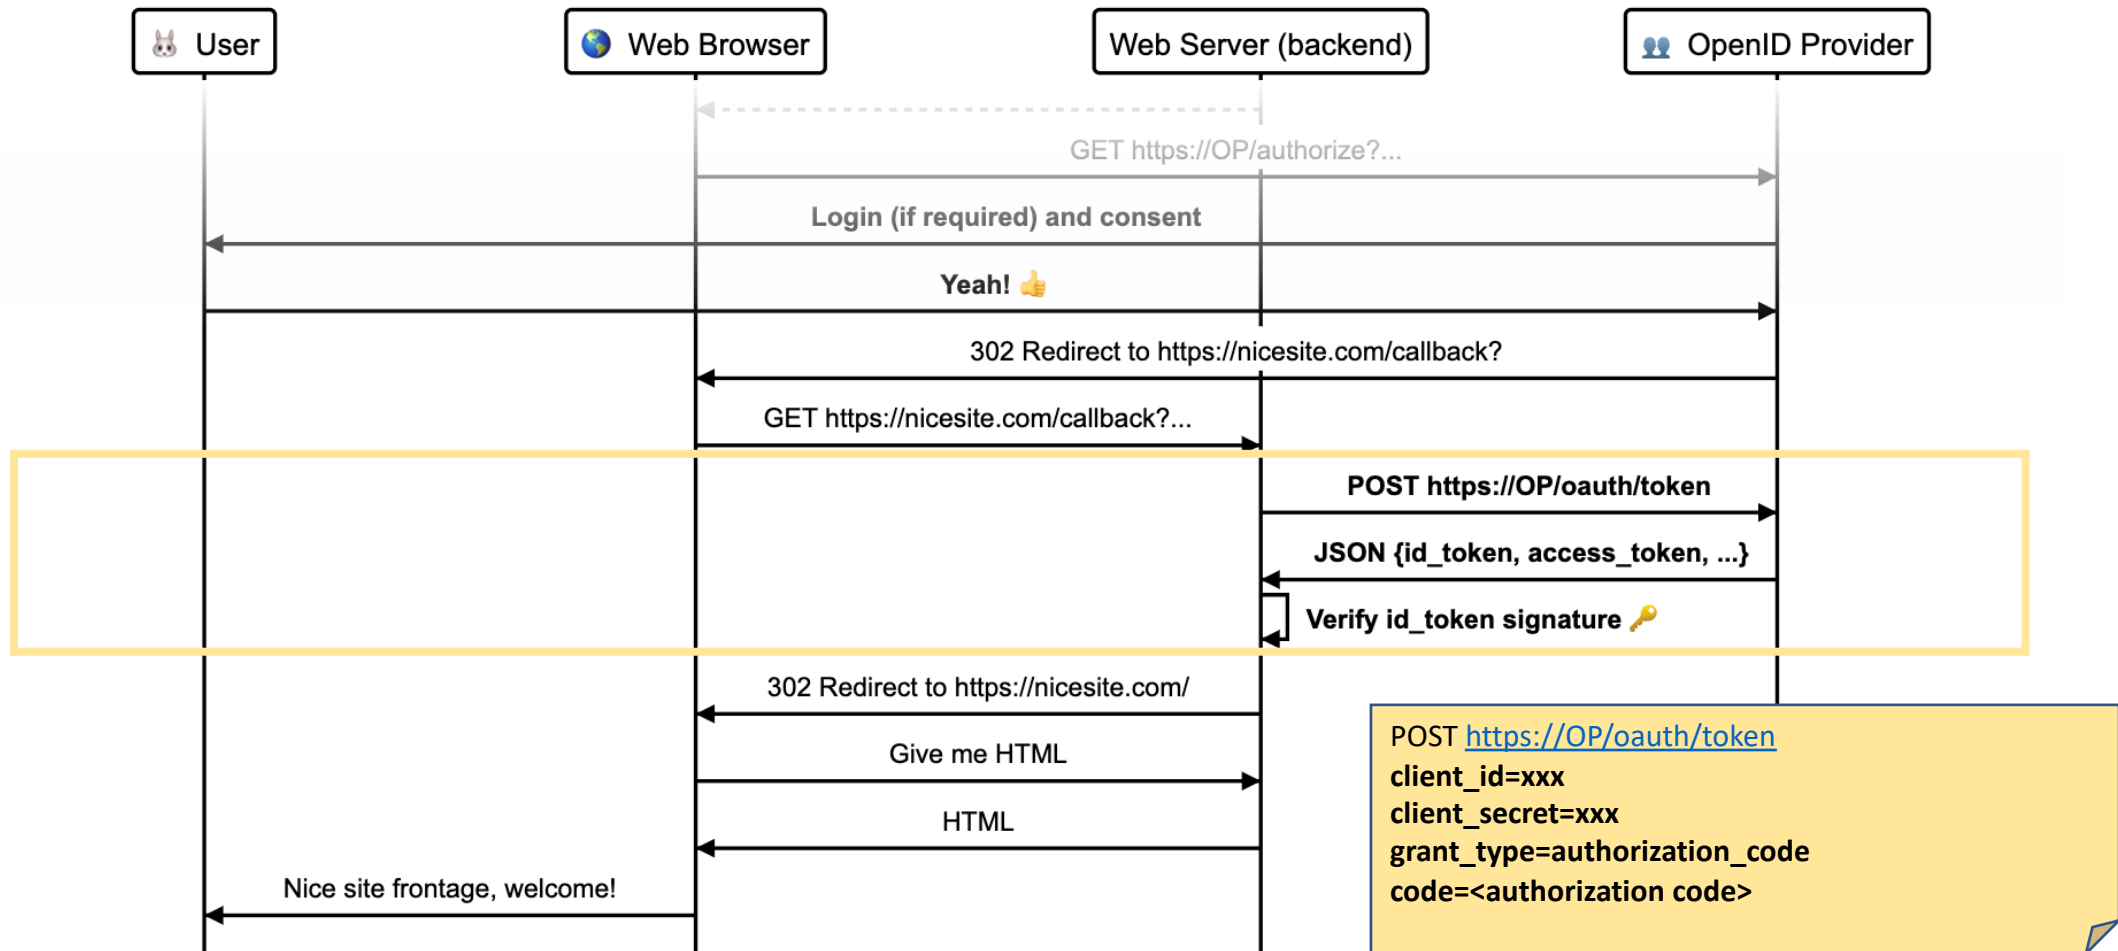 User
Web Browser
Web Server (backend)
OpenID Provider
GET https://OP/authorize?...
Login (if required) and consent
Yeah!
302 Redirect to https://nicesite.com/callback?
GET https://nicesite.com/callback?...
POST https://OP/oauth/token
JSON {id_token, access_token, ...}
Verify id_token signature
302 Redirect to https://nicesite.com/
Give me HTML
HTML
Nice site frontage, welcome!
POST https://OP/oauth/token
client_id=xxx
client_secret=xxx
grant_type=authorization_code
code=<authorization code>